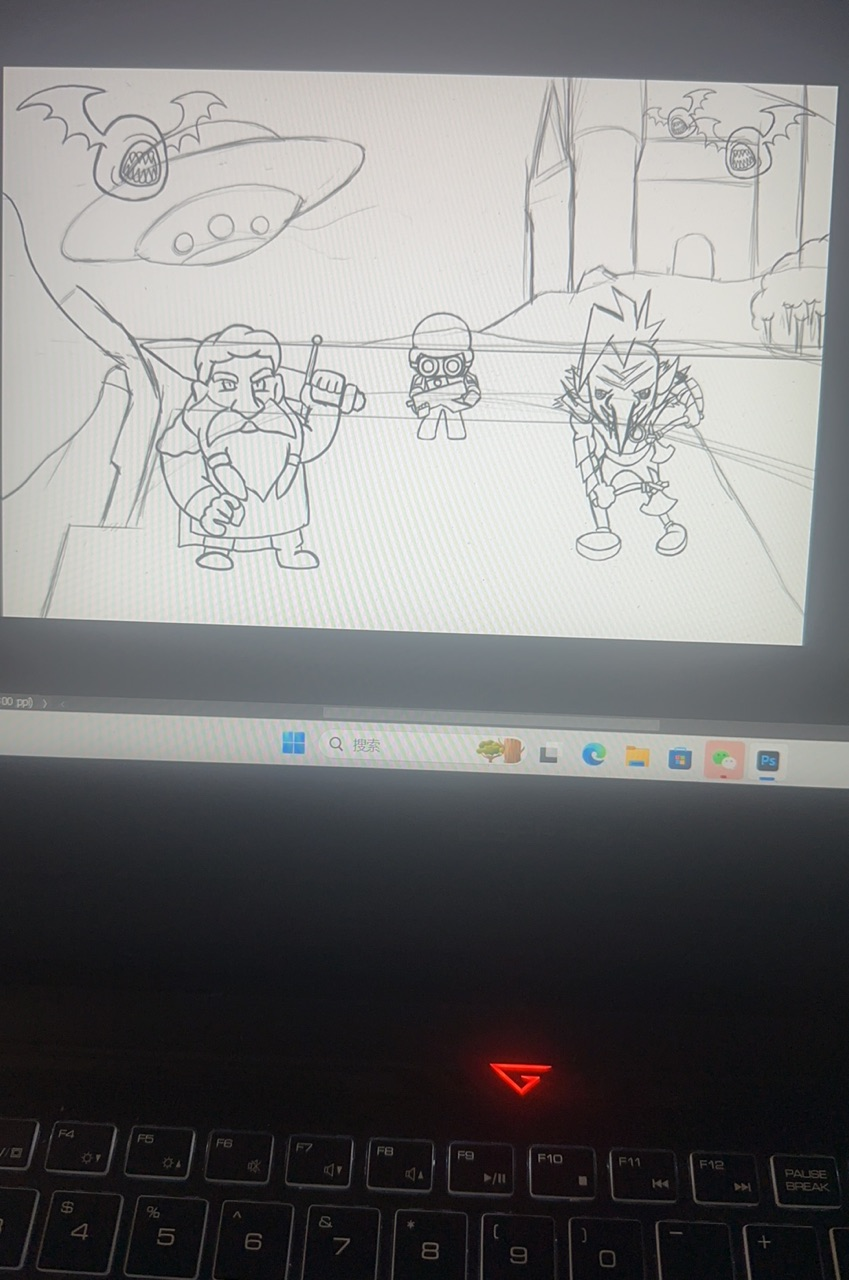 00 ppi)
搜索
Ps
F4
F5
F6
F7
F8
F9
F10
F11
F12
PAUSE
BREAK
$
4
%
5
^
6
&
7
*
8
(
9
)
0
-
+